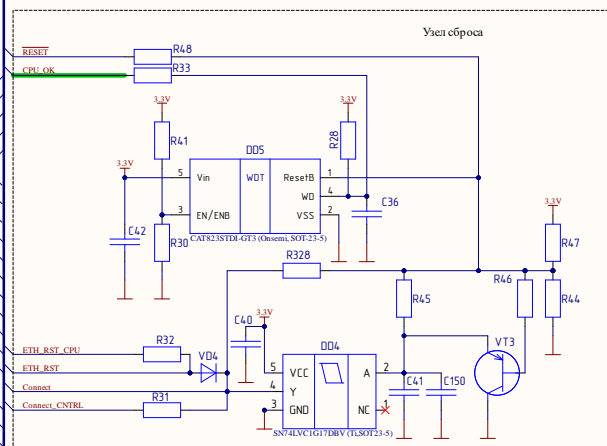 Узел сброса
RESET
R48
CPU_OK
R33
3.3V
3.3V
R41
R28
DD5
3.3V
5 Vin WDT ResetB 1
WD 4
3 EN/ENB VSS 2
C36
3.3V
C42
R30
CAT823STDI-GT3 (Onsemi, SOT-23-5)
R47
R328
R46
R44
R45
C40
3.3V
ETH_RST_CPU
R32
DD4
VT3
ETH_RST
VD4
5 VCC A 2
Connect
4 Y
C41
C150
Connect_CNTRL
R31
3 GND NC 1
SN74LVC1G17DBV (Ti,SOT23-5)